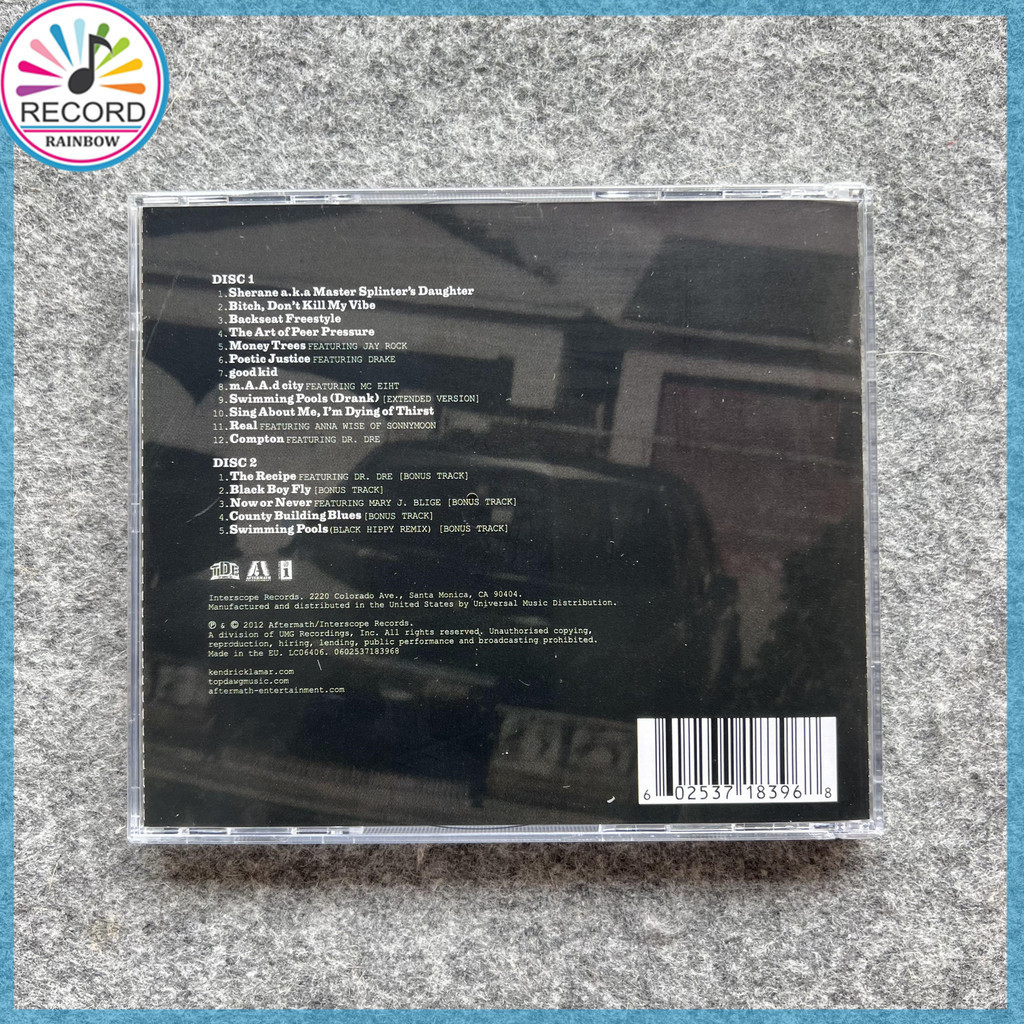 RECORD
RAINBOW
DISC 1
1. Sherane a.k.a Master Splinter's Daughter
2. Bitch, Don't Kill My Vibe
3. Backseat Freestyle
4. The Art of Peer Pressure
5. Money Trees FEATURING JAY ROCK
6. Poetic Justice FEATURING DRAKE
7. good kid
8. m.A.A.d city FEATURING MC EIHT
9. Swimming Pools (Drank) [EXTENDED VERSION]
10. Sing About Me, I'm Dying of Thirst
11. Real FEATURING ANNA WISE OF SONNYMOON
12. Compton FEATURING DR. DRE
DISC 2
1. The Recipe FEATURING DR. DRE [BONUS TRACK]
2. Black Boy Fly [BONUS TRACK]
3. Now or Never FEATURING MARY J. BLIGE [BONUS TRACK]
4. County Building Blues [BONUS TRACK]
5. Swimming Pools (BLACK HIPPY REMIX) [BONUS TRACK]
TDE AFTERMATH i
Interscope Records. 2220 Colorado Ave., Santa Monica, CA 90404.
Manufactured and distributed in the United States by Universal Music Distribution.
℗ & © 2012 Aftermath/Interscope Records.
A division of UMG Recordings, Inc. All rights reserved. Unauthorised copying,
reproduction, hiring, lending, public performance and broadcasting prohibited.
Made in the EU. LC06406. 0602537183968
kendricklamar.com
topdawgmusic.com
aftermath-entertainment.com
6 02537 18396 8